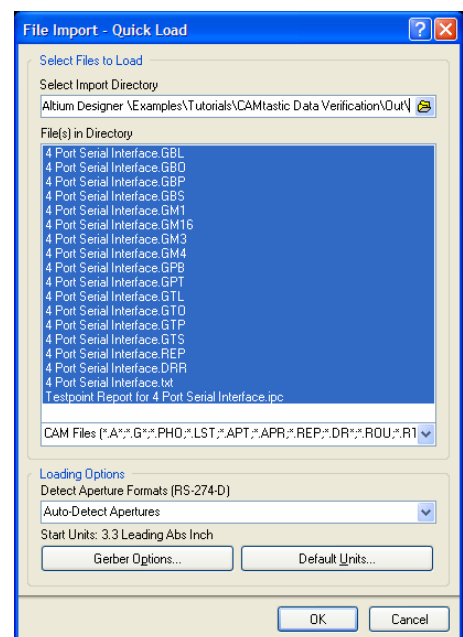 File Import - Quick Load
Select Files to Load
Select Import Directory
Altium Designer \Examples\Tutorials\CAMtastic Data Verification\Out\
File(s) in Directory
4 Port Serial Interface.GBL
4 Port Serial Interface.GBO
4 Port Serial Interface.GBP
4 Port Serial Interface.GBS
4 Port Serial Interface.GM1
4 Port Serial Interface.GM16
4 Port Serial Interface.GM3
4 Port Serial Interface.GM4
4 Port Serial Interface.GPB
4 Port Serial Interface.GPT
4 Port Serial Interface.GTL
4 Port Serial Interface.GTO
4 Port Serial Interface.GTP
4 Port Serial Interface.GTS
4 Port Serial Interface.REP
4 Port Serial Interface.DRR
4 Port Serial Interface.txt
Testpoint Report for 4 Port Serial Interface.ipc
CAM Files (*.A*;*.G*;*.PHO;*.LST;*.APT;*.APR;*.REP;*.DR*;*.ROU;*.R1
Loading Options
Detect Aperture Formats (RS-274-D)
Auto-Detect Apertures
Start Units: 3.3 Leading Abs Inch
Gerber Options...
Default Units...
OK
Cancel